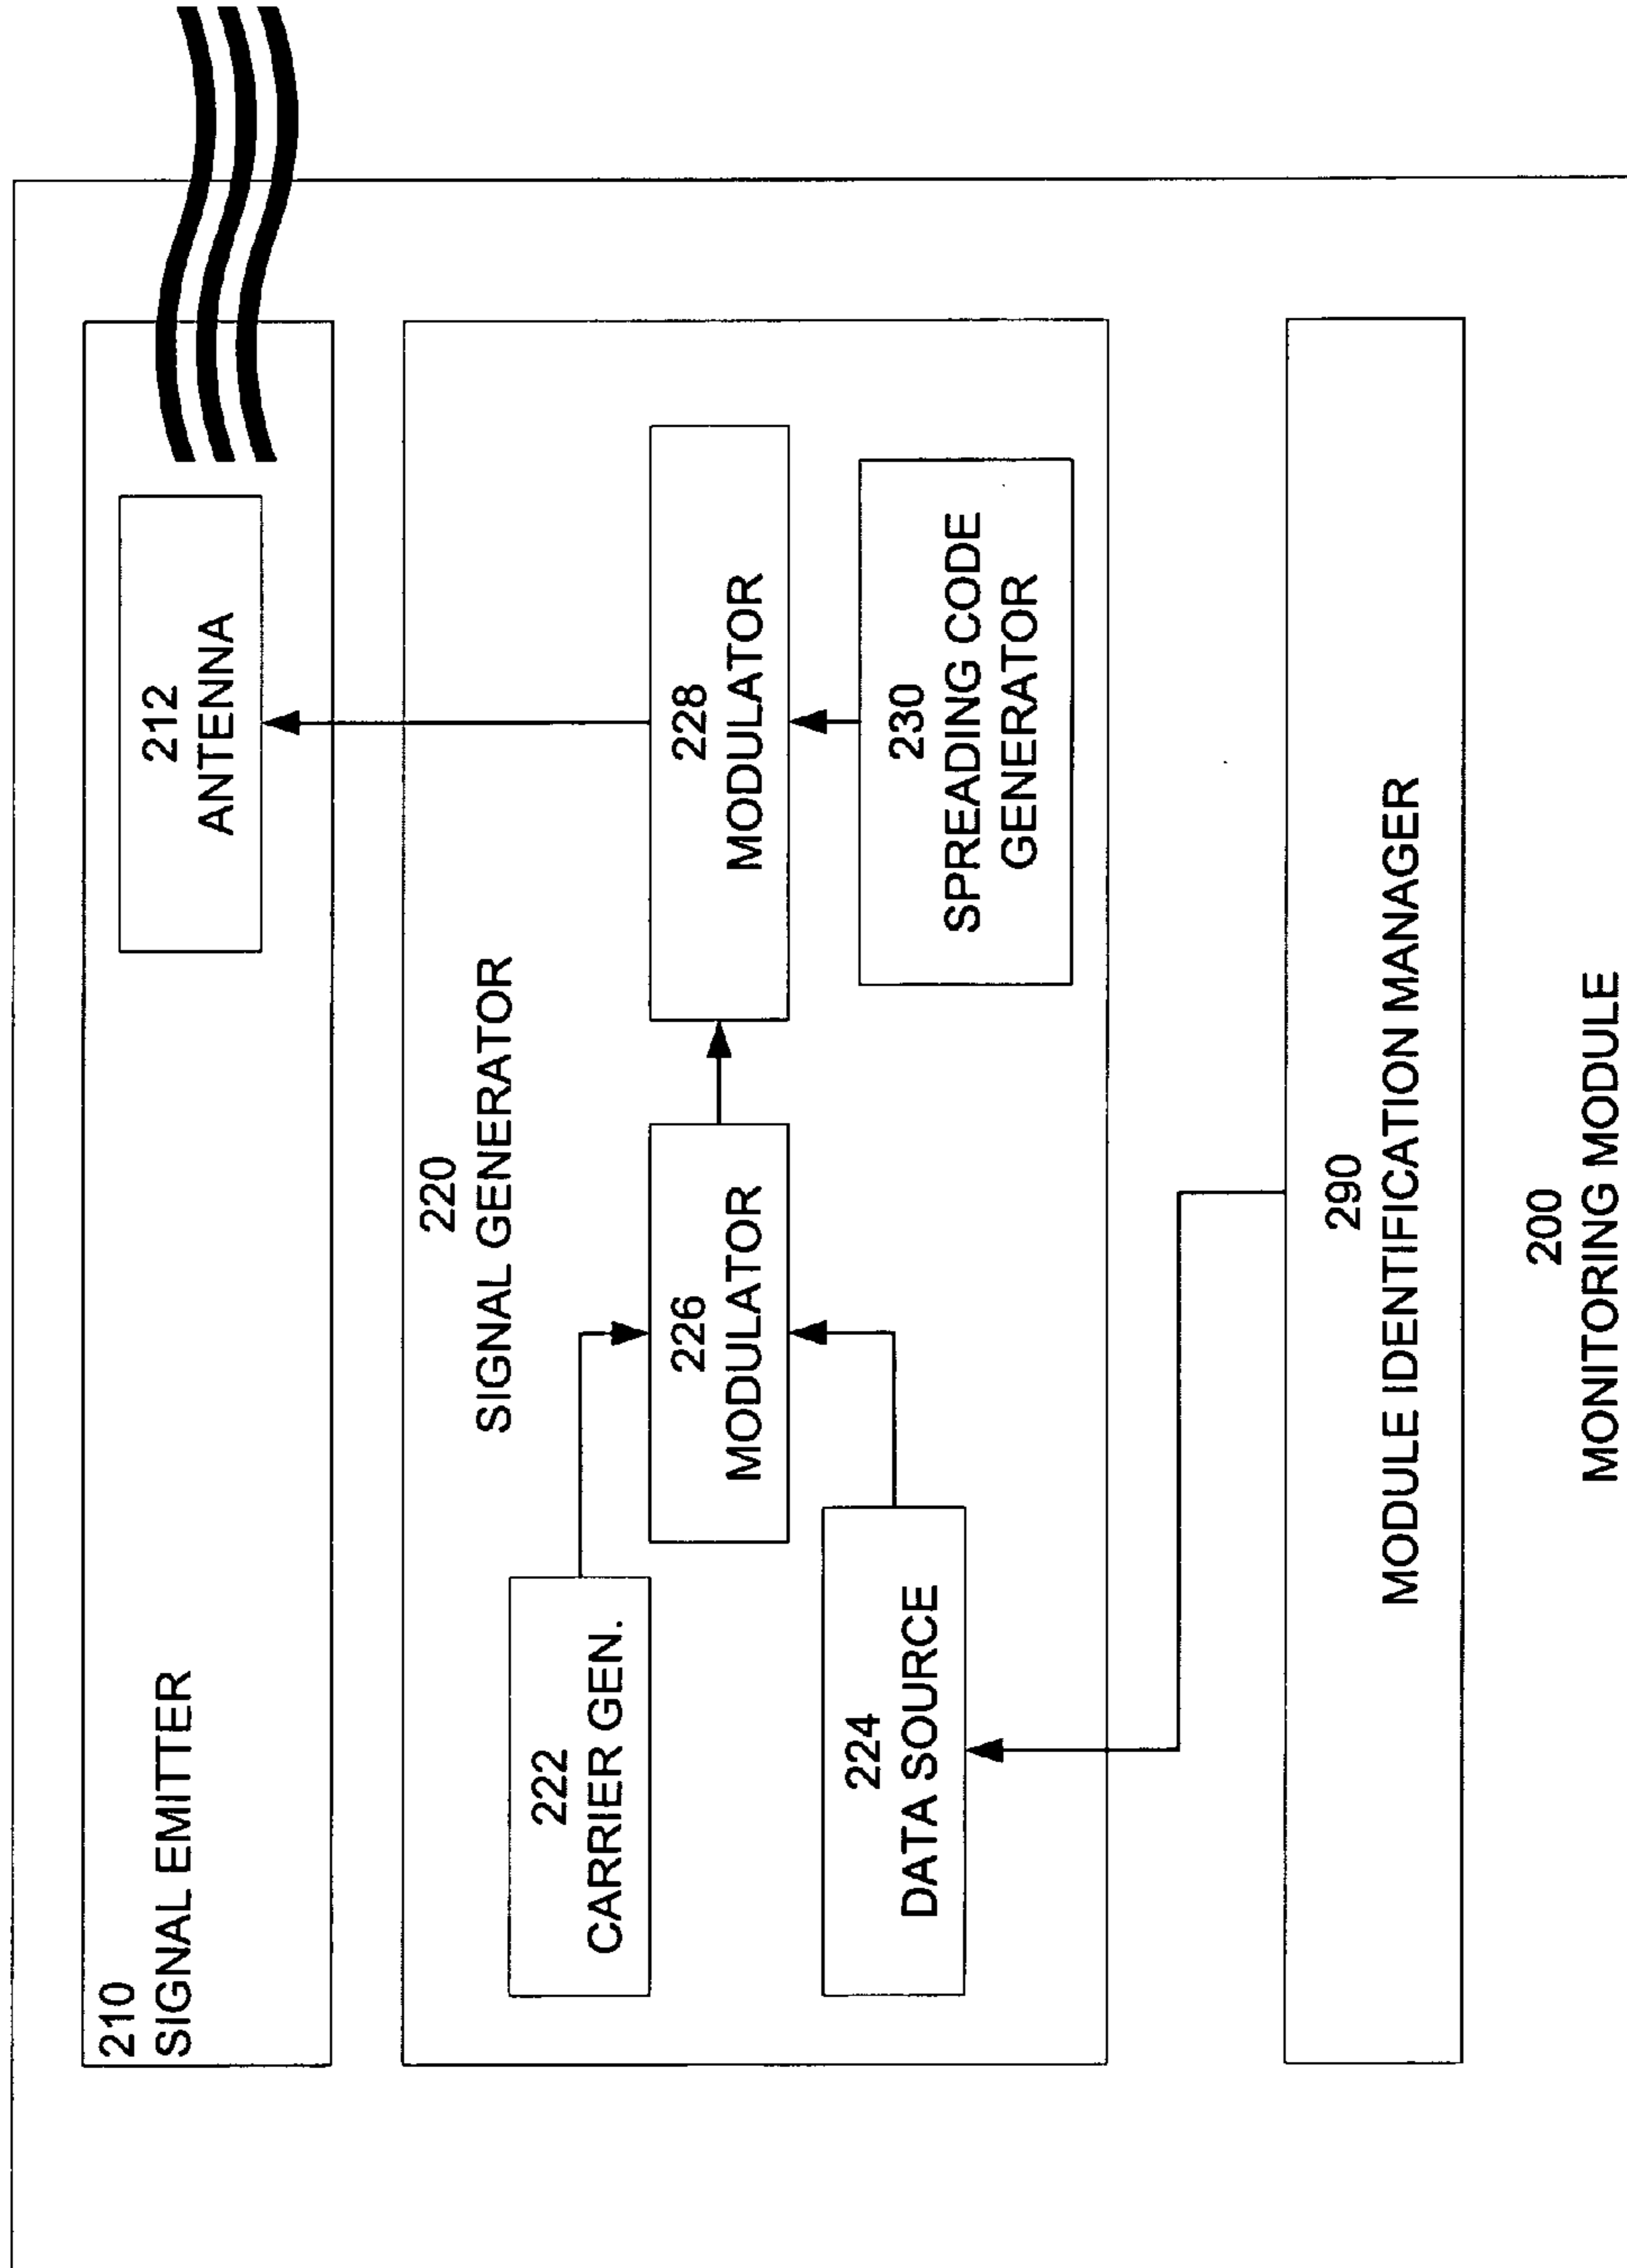 210
SIGNAL EMITTER
212
ANTENNA
220
SIGNAL GENERATOR
222
CARRIER GEN.
226
MODULATOR
228
MODULATOR
224
DATA SOURCE
230
SPREADING CODE
GENERATOR
290
MODULE IDENTIFICATION MANAGER
200
MONITORING MODULE